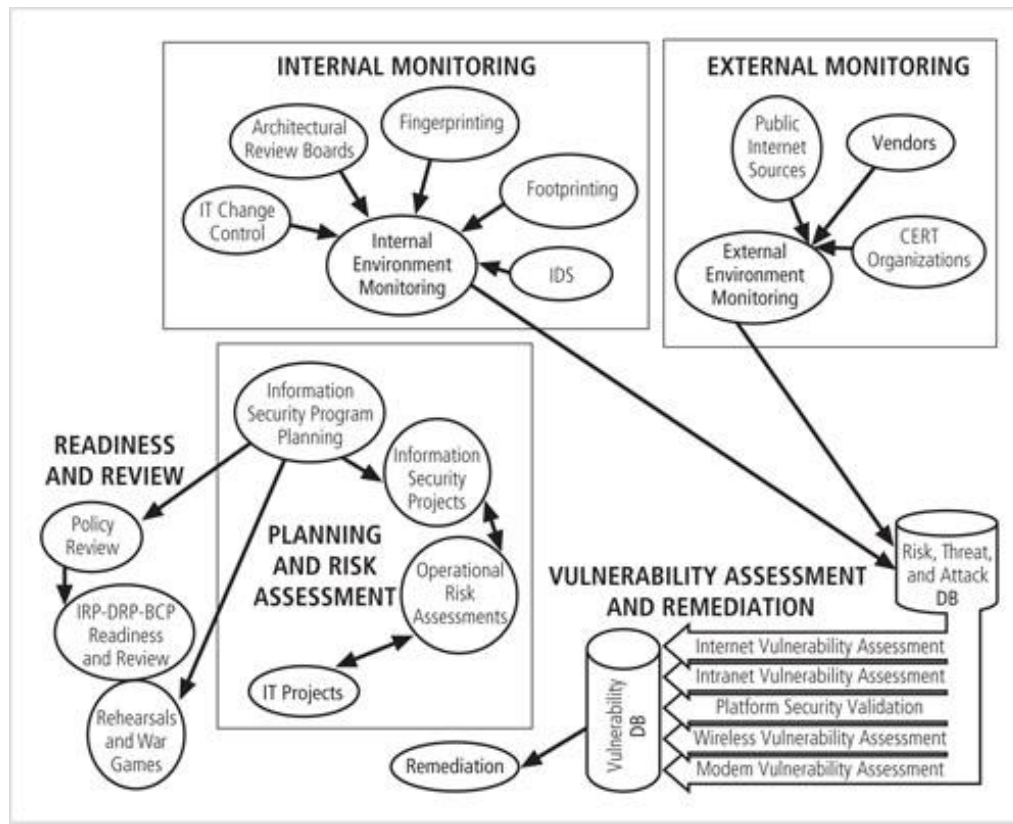 INTERNAL MONITORING
Architectural
Review Boards
Fingerprinting
Footprinting
IT Change
Control
Internal
Environment
Monitoring
IDS
EXTERNAL MONITORING
Public
Internet
Sources
Vendors
CERT
Organizations
External
Environment
Monitoring
Information
Security Program
Planning
Information
Security
Projects
PLANNING
AND RISK
ASSESSMENT
Operational
Risk
Assessments
IT Projects
READINESS
AND REVIEW
Policy
Review
IRP-DRP-BCP
Readiness
and Review
Rehearsals
and War
Games
Risk, Threat,
and Attack
DB
VULNERABILITY ASSESSMENT
AND REMEDIATION
Internet Vulnerability Assessment
Intranet Vulnerability Assessment
Platform Security Validation
Wireless Vulnerability Assessment
Modem Vulnerability Assessment
Vulnerability
DB
Remediation